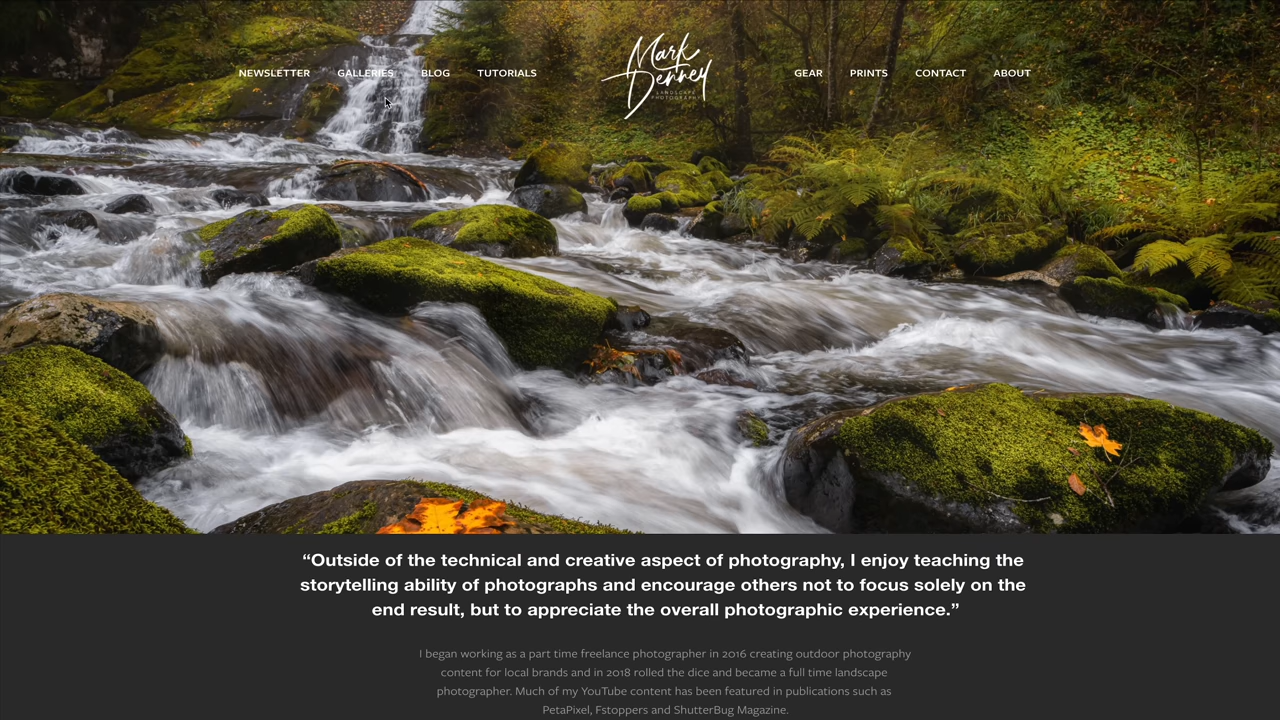 NEWSLETTER GALLERIES BLOG TUTORIALS
Mark
Denney
LANDSCAPE
PHOTOGRAPHY
GEAR PRINTS CONTACT ABOUT
“Outside of the technical and creative aspect of photography, I enjoy teaching the
storytelling ability of photographs and encourage others not to focus solely on the
end result, but to appreciate the overall photographic experience.”
I began working as a part time freelance photographer in 2016 creating outdoor photography
content for local brands and in 2018 rolled the dice and became a full time landscape
photographer. Much of my YouTube content has been featured in publications such as
PetaPixel, Fstoppers and ShutterBug Magazine.